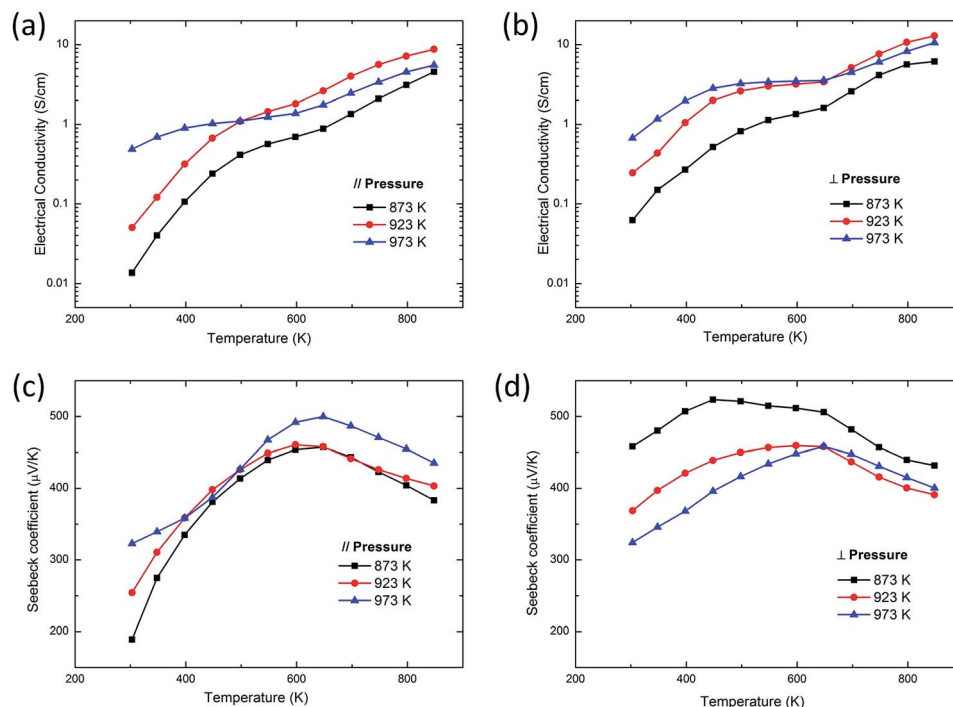 (a)
Electrical Conductivity (S/cm)
10
1
0.1
0.01
200
400
600
800
Temperature (K)
// Pressure
873 K
923 K
973 K
(b)
Electrical Conductivity (S/cm)
10
1
0.1
0.01
200
400
600
800
Temperature (K)
⊥ Pressure
873 K
923 K
973 K
(c)
Seebeck coefficient (μV/K)
500
400
300
200
200
400
600
800
Temperature (K)
// Pressure
873 K
923 K
973 K
(d)
Seebeck coefficient (μV/K)
500
400
300
200
200
400
600
800
Temperature (K)
⊥ Pressure
873 K
923 K
973 K